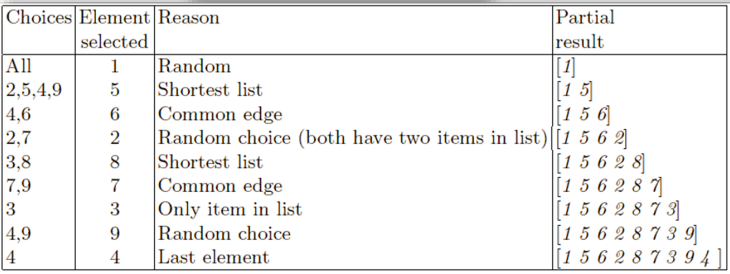 Choices Element Reason Partial
selected result
All 1 Random [1]
2,5,4,9 5 Shortest list [1 5]
4,6 6 Common edge [1 5 6]
2,7 2 Random choice (both have two items in list) [1 5 6 2]
3,8 8 Shortest list [1 5 6 2 8]
7,9 7 Common edge [1 5 6 2 8 7]
3 3 Only item in list [1 5 6 2 8 7 3]
4,9 9 Random choice [1 5 6 2 8 7 3 9]
4 4 Last element [1 5 6 2 8 7 3 9 4 ]